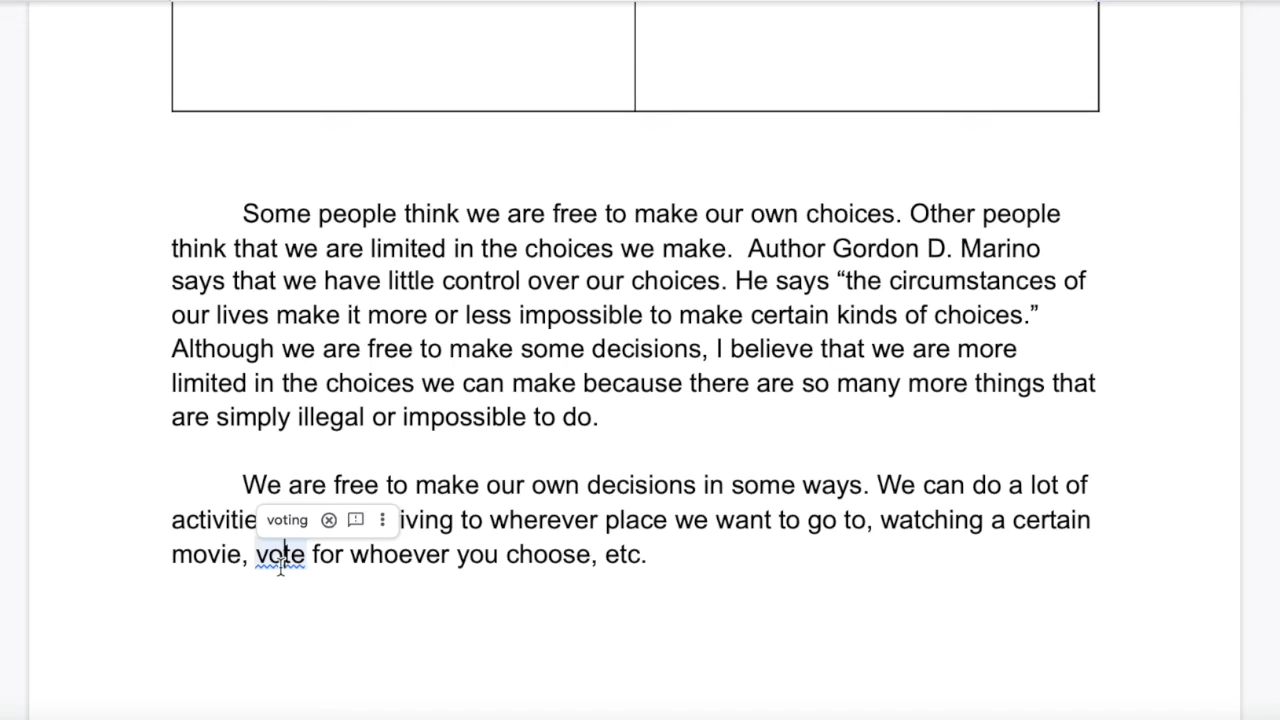 Some people think we are free to make our own choices. Other people
think that we are limited in the choices we make.  Author Gordon D. Marino
says that we have little control over our choices. He says “the circumstances of
our lives make it more or less impossible to make certain kinds of choices.”
Although we are free to make some decisions, I believe that we are more
limited in the choices we can make because there are so many more things that
are simply illegal or impossible to do.
We are free to make our own decisions in some ways. We can do a lot of
voting
to wherever place we want to go to, watching a certain
movie, vote for whoever you choose, etc.